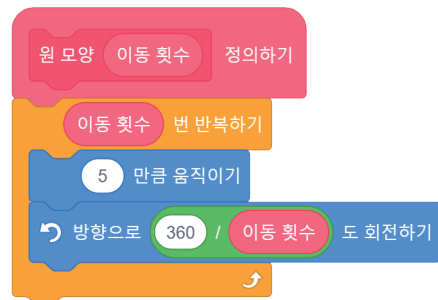 원 모양 이동 횟수 정의하기
이동 횟수 번 반복하기
5 만큼 움직이기
방향으로 360 / 이동 횟수 도 회전하기